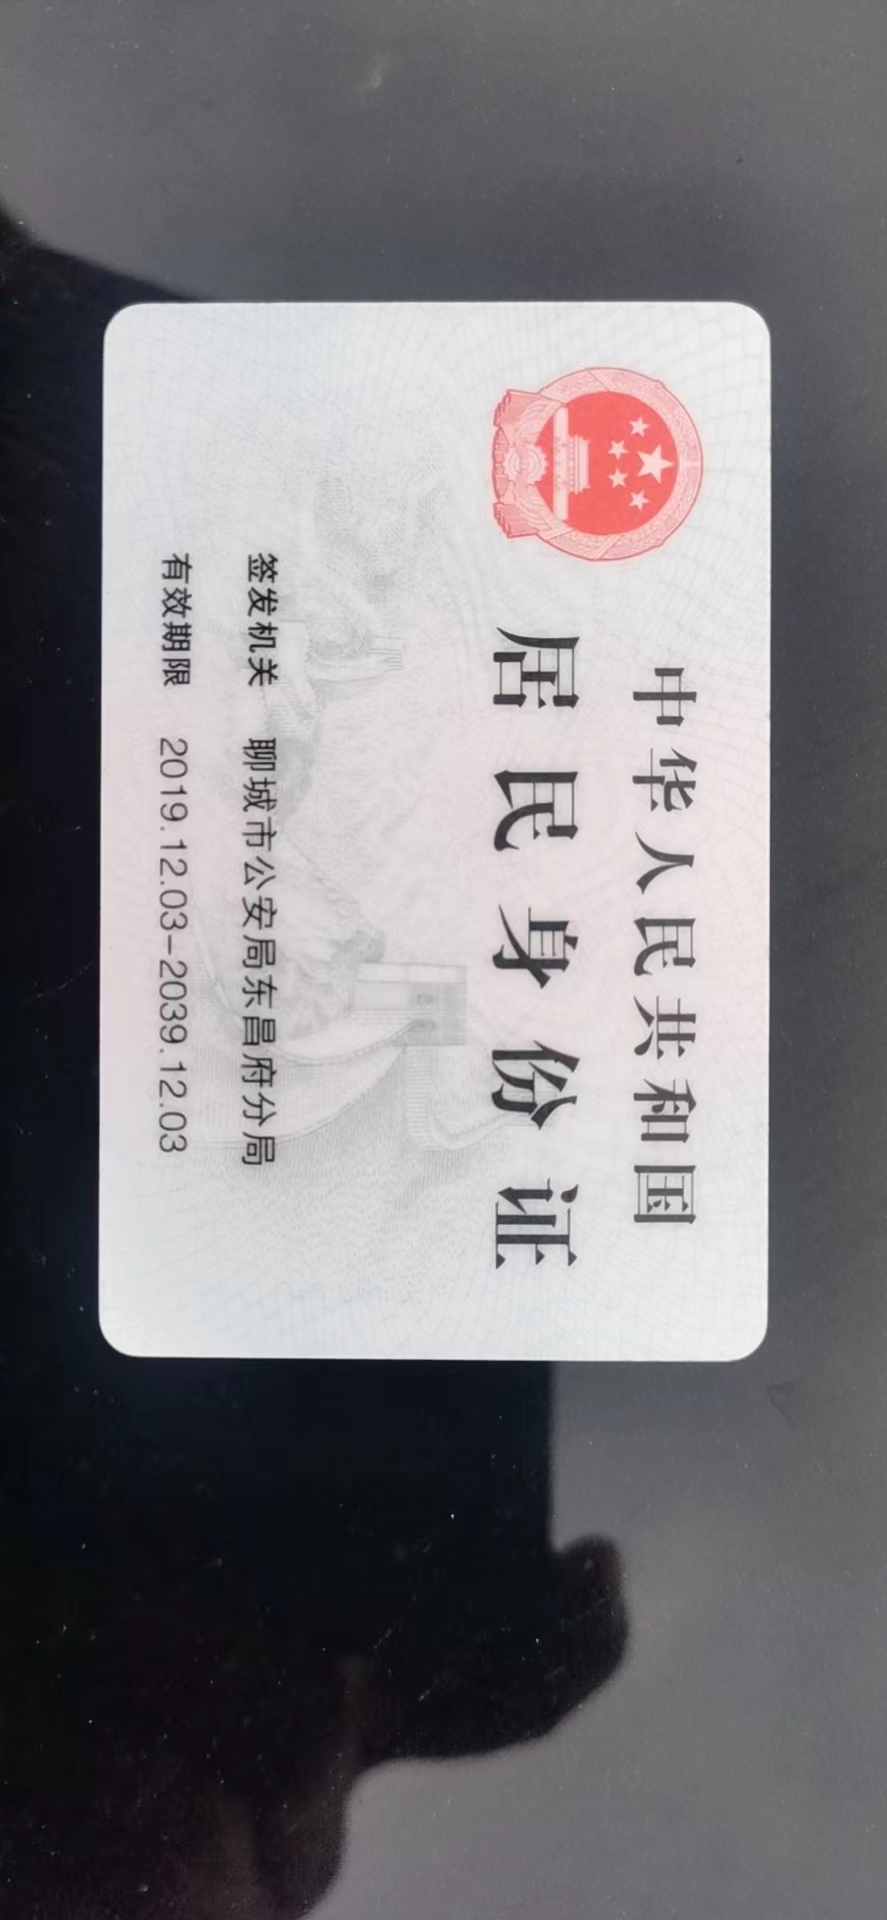 中华人民共和国
居民身份证
签发机关 聊城市公安局东昌府分局
有效期限 2019.12.03-2039.12.03